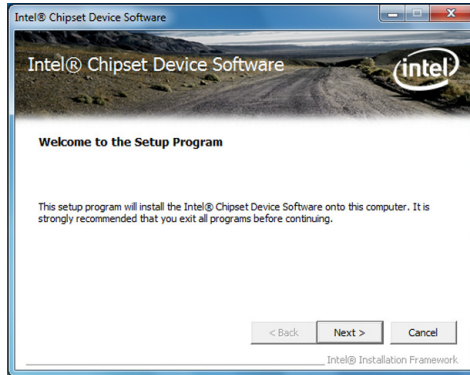 Intel® Chipset Device Software
Intel® Chipset Device Software
intel
Welcome to the Setup Program
This setup program will install the Intel® Chipset Device Software onto this computer. It is
strongly recommended that you exit all programs before continuing.
< Back
Next >
Cancel
Intel® Installation Framework